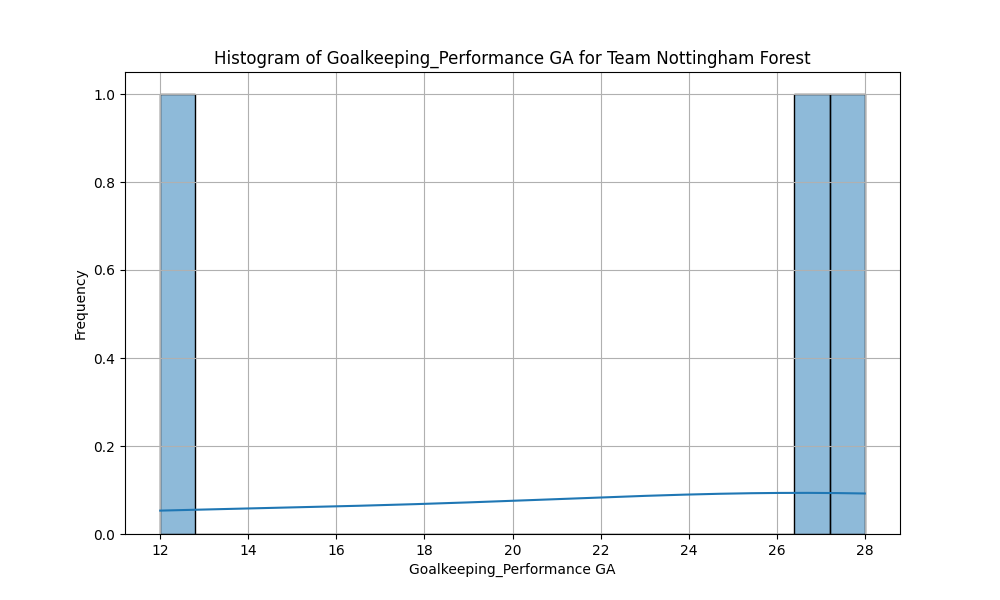 Histogram of Goalkeeping_Performance GA for Team Nottingham Forest
1.0
0.8
0.6
0.4
0.2
0.0
Frequency
12 14 16 18 20 22 24 26 28
Goalkeeping_Performance GA